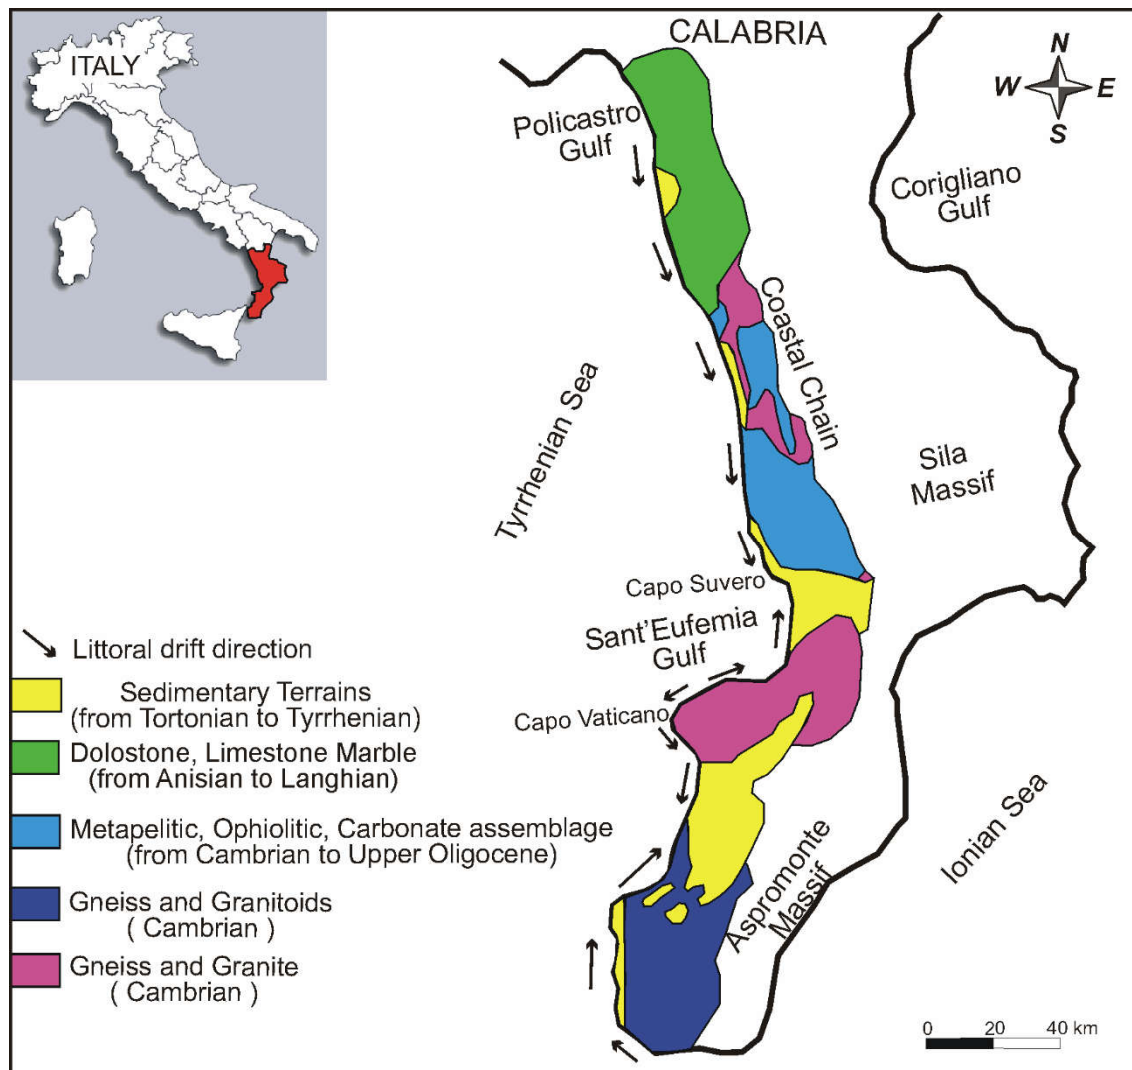 ITALY
CALABRIA
N
W E
S
Policastro
Gulf
Corigliano
Gulf
Coastal Chain
Tyrrhenian Sea
Sila
Massif
Capo Suvero
Sant'Eufemia
Gulf
Capo Vaticano
Ionian Sea
Aspromonte
Massif
Littoral drift direction
Sedimentary Terrains
(from Tortonian to Tyrrhenian)
Dolostone, Limestone Marble
(from Anisian to Langhian)
Metapelitic, Ophiolitic, Carbonate assemblage
(from Cambrian to Upper Oligocene)
Gneiss and Granitoids
( Cambrian )
Gneiss and Granite
( Cambrian )
0 20 40 km